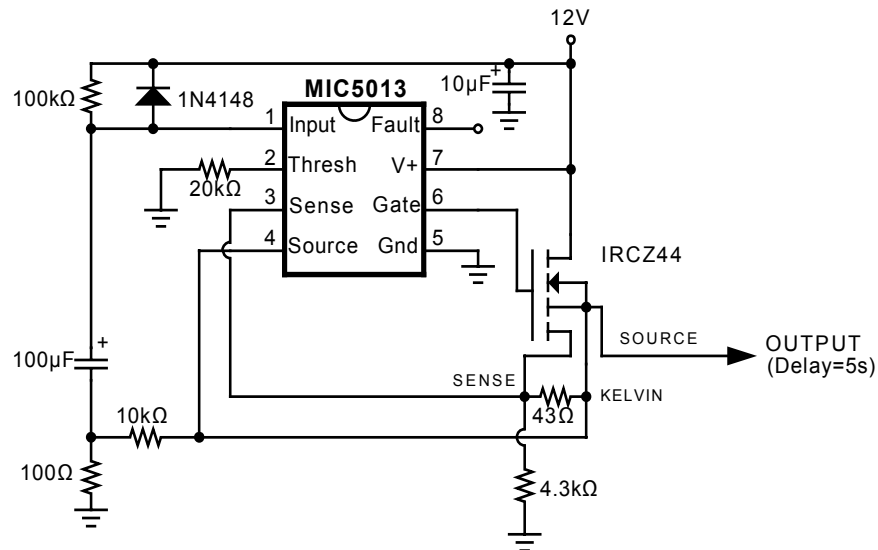 12V
10µF
+
MIC5013
100kΩ
1N4148
1
Input
Fault
8
2
Thresh
V+
7
20kΩ
3
Sense
Gate
6
4
Source
Gnd
5
IRCZ44
SOURCE
OUTPUT
(Delay=5s)
100µF
+
SENSE
43Ω
KELVIN
10kΩ
100Ω
4.3kΩ